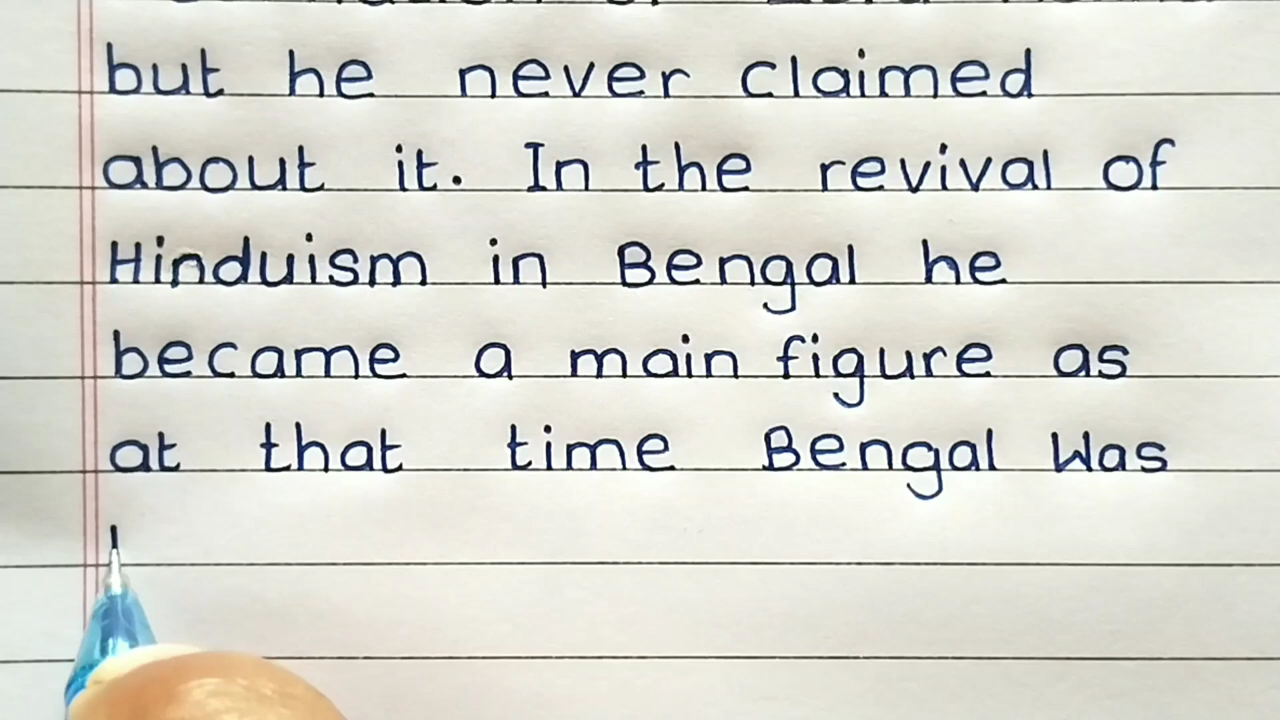 but he never claimed
about it. In the revival of
Hinduism in Bengal he
became a main figure as
at that time Bengal Was